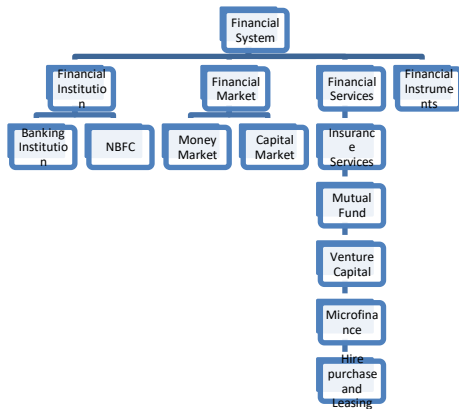 Financial
System
Financial
Institutio
n
Financial
Market
Financial
Services
Financial
Instrume
nts
Banking
Institutio
n
NBFC
Money
Market
Capital
Market
Insuranc
e
Services
Mutual
Fund
Venture
Capital
Microfina
nce
Hire
purchase
and
Leasing